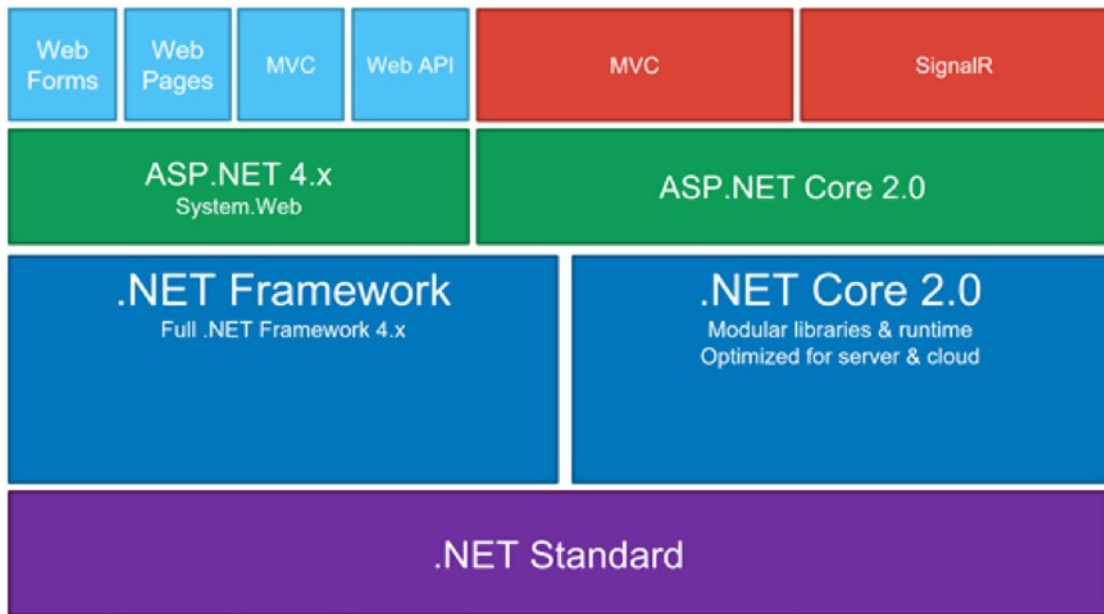 Web
Forms
Web
Pages
MVC
Web API
MVC
SignalR
ASP.NET 4.x
System.Web
ASP.NET Core 2.0
.NET Framework
Full .NET Framework 4.x
.NET Core 2.0
Modular libraries & runtime
Optimized for server & cloud
.NET Standard